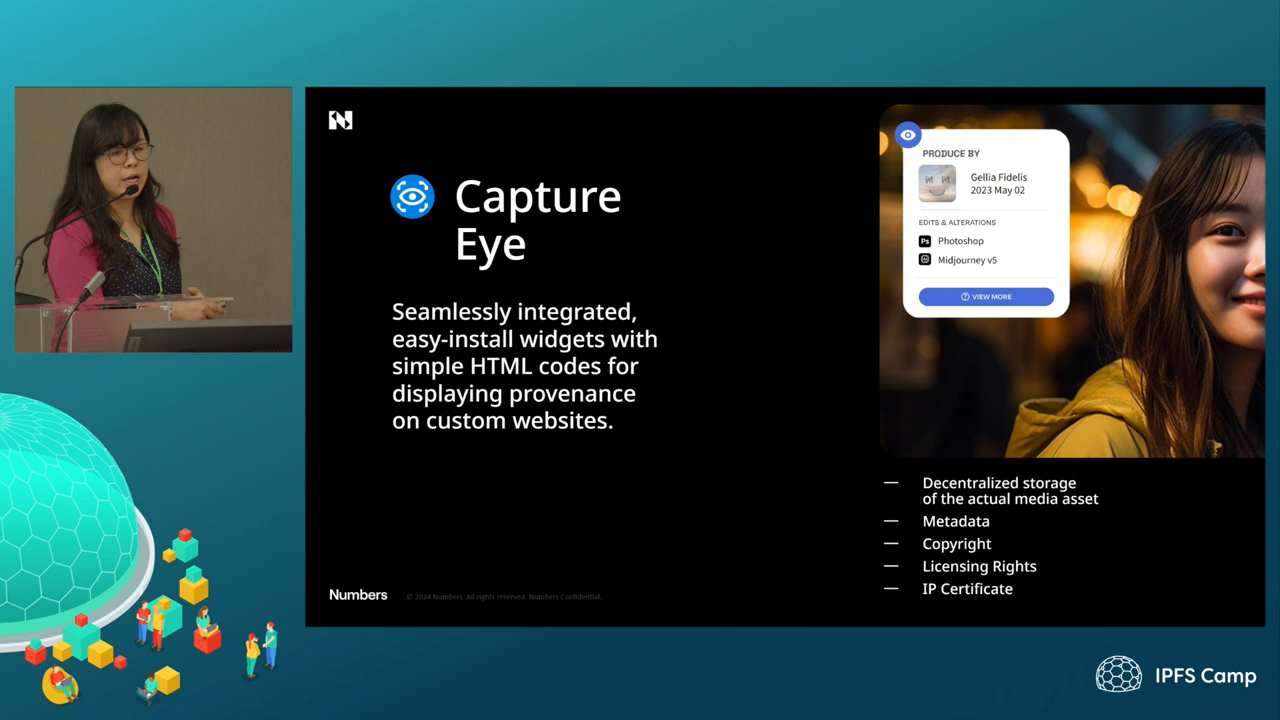 Capture
Eye
Seamlessly integrated,
easy-install widgets with
simple HTML codes for
displaying provenance
on custom websites.
PRODUCE BY
Gellia Fidelis
2023 May 02
EDITS & ALTERATIONS
Ps Photoshop
Midjourney v5
VIEW MORE
— Decentralized storage
of the actual media asset
— Metadata
— Copyright
— Licensing Rights
— IP Certificate
Numbers © 2024 Numbers. All rights reserved. Numbers Confidential.
IPFS Camp